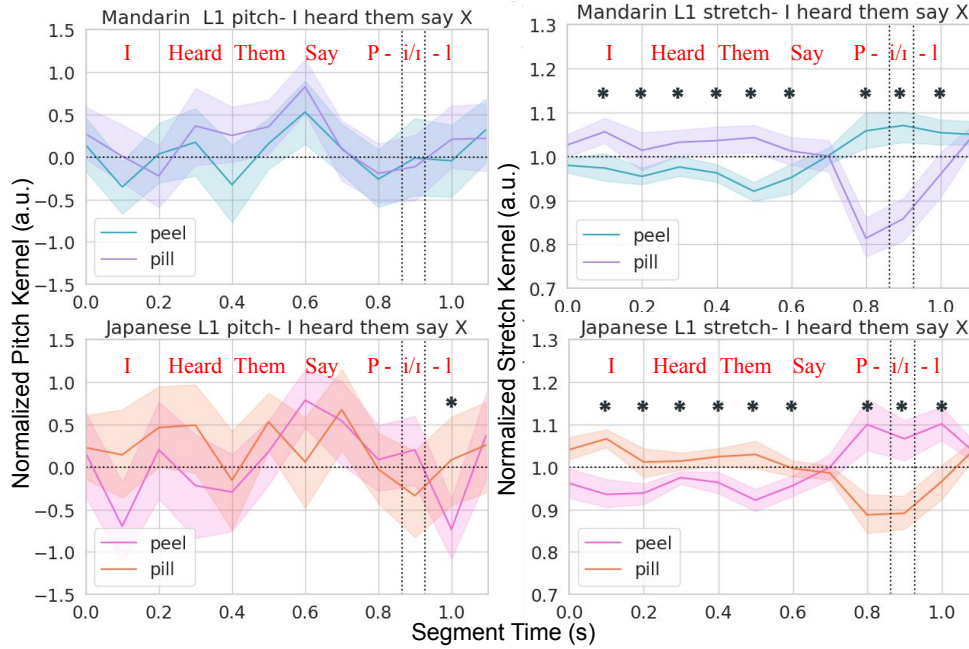 Mandarin L1 pitch- I heard them say X
I Heard Them Say P - i/ɪ - l
1.5
1.0
0.5
0.0
−0.5
−1.0
−1.5
peel
pill
0.0 0.2 0.4 0.6 0.8 1.0
Mandarin L1 stretch- I heard them say X
I Heard Them Say P - i/ɪ - l
* * * * * * * * *
1.3
1.2
1.1
1.0
0.9
0.8
0.7
peel
pill
0.0 0.2 0.4 0.6 0.8 1.0
Japanese L1 pitch- I heard them say X
I Heard Them Say P - i/ɪ - l
*
1.5
1.0
0.5
0.0
−0.5
−1.0
−1.5
peel
pill
0.0 0.2 0.4 0.6 0.8 1.0
Japanese L1 stretch- I heard them say X
I Heard Them Say P - i/ɪ - l
* * * * * * * * *
1.3
1.2
1.1
1.0
0.9
0.8
0.7
peel
pill
0.0 0.2 0.4 0.6 0.8 1.0
Normalized Pitch Kernel (a.u.)
Normalized Stretch Kernel (a.u.)
Segment Time (s)